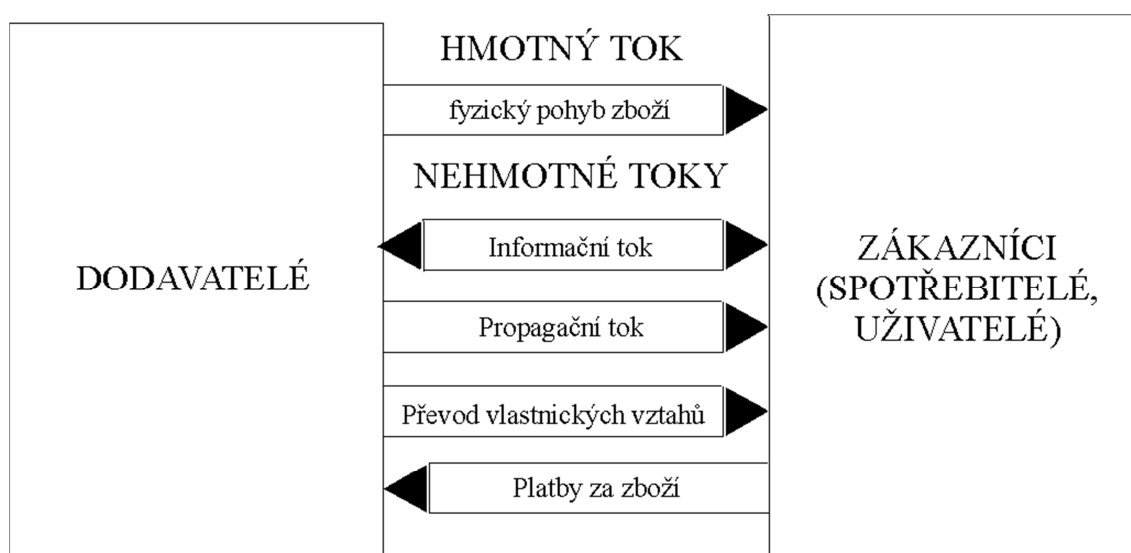 HMOTNÝ TOK
fyzický pohyb zboží
NEHMOTNÉ TOKY
Informační tok
DODAVATELÉ
ZÁKAZNÍCI
(SPOTŘEBITELÉ,
UŽIVATELÉ)
Propagační tok
Převod vlastnických vztahů
Platby za zboží